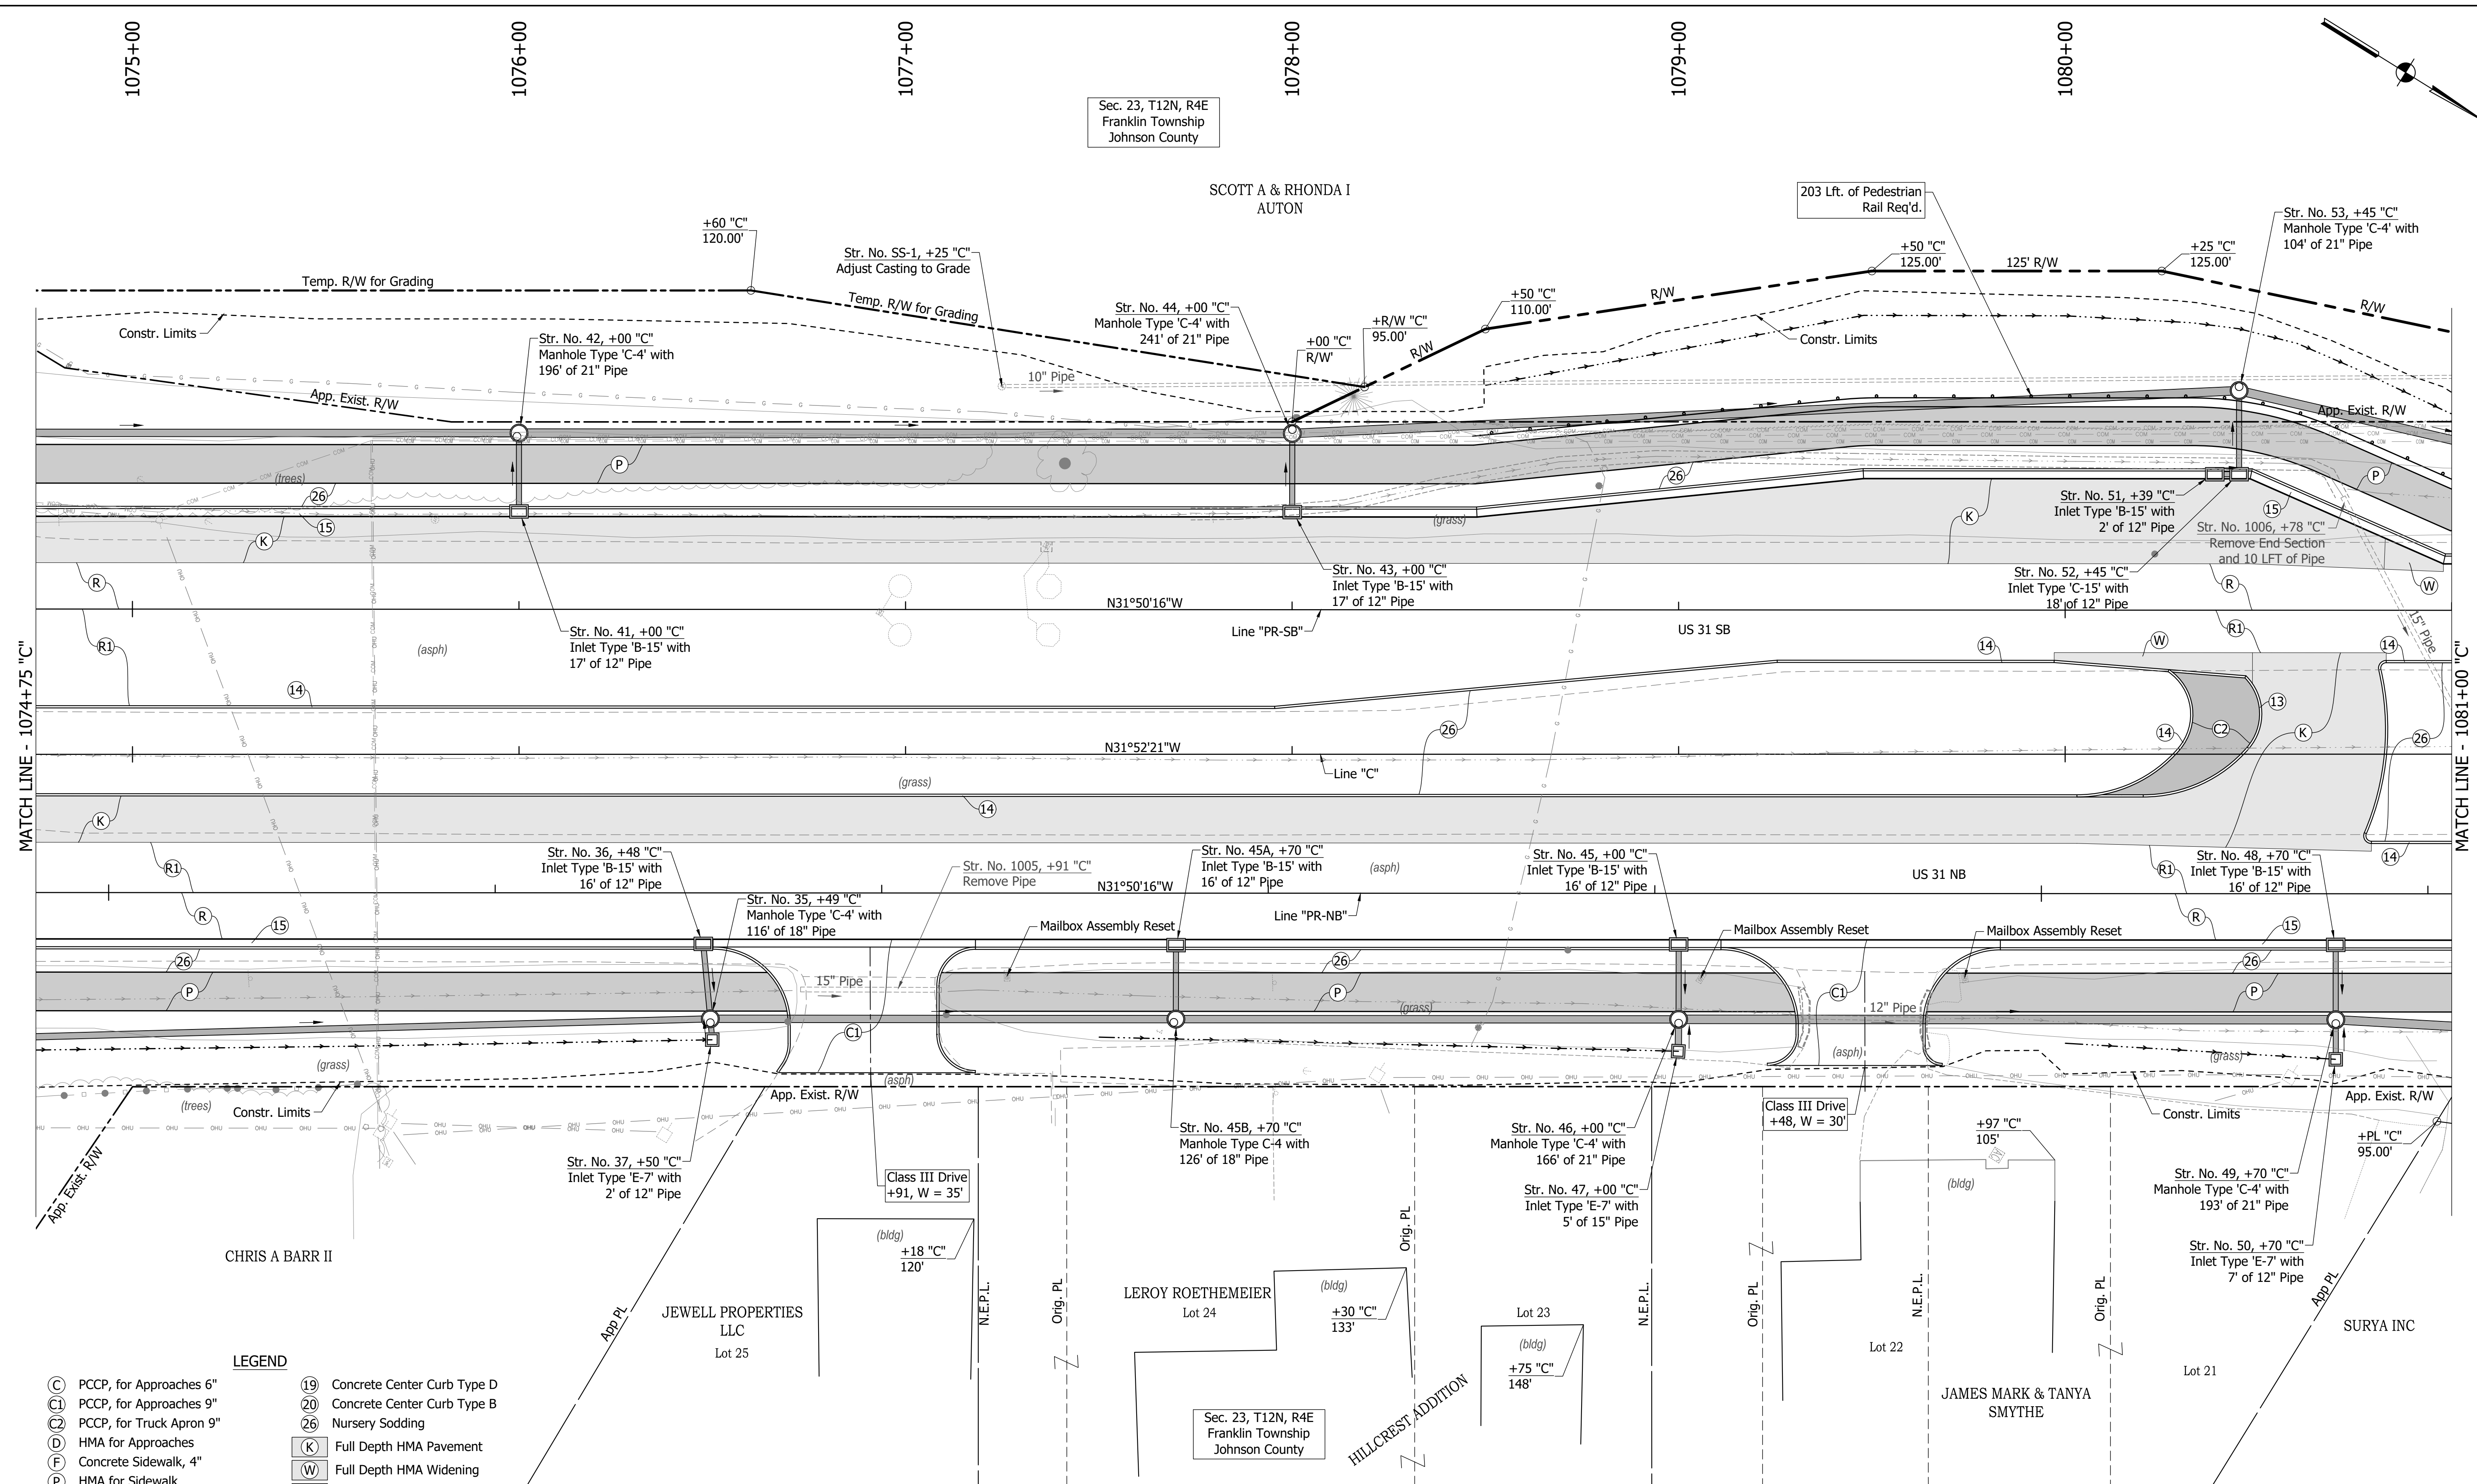 1075+00
1076+00
1077+00
1078+00
1079+00
1080+00
Sec. 23, T12N, R4E
Franklin Township
Johnson County
SCOTT A & RHONDA I
AUTON
203 Lft. of Pedestrian
Rail Req'd.
Str. No. 53, +45 "C"
Manhole Type 'C-4' with
104' of 21" Pipe
+60 "C"
120.00'
Str. No. SS-1, +25 "C"
Adjust Casting to Grade
+50 "C"
125.00'
125' R/W
+25 "C"
125.00'
Temp. R/W for Grading
Temp. R/W for Grading
Str. No. 44, +00 "C"
Manhole Type 'C-4' with
241' of 21" Pipe
+50 "C"
110.00'
R/W
R/W
R/W
+R/W "C"
95.00'
+00 "C"
R/W'
Constr. Limits
Constr. Limits
Str. No. 42, +00 "C"
Manhole Type 'C-4' with
196' of 21" Pipe
10" Pipe
App. Exist. R/W
App. Exist. R/W
P
(trees)
26
15
K
26
(grass)
K
P
15
Str. No. 51, +39 "C"
Inlet Type 'B-15' with
2' of 12" Pipe
Str. No. 1006, +78 "C"
Remove End Section
and 10 LFT of Pipe
Str. No. 52, +45 "C"
Inlet Type 'C-15' with
18' of 12" Pipe
R
W
R
Str. No. 43, +00 "C"
Inlet Type 'B-15' with
17' of 12" Pipe
N31°50'16"W
Line "PR-SB"
US 31 SB
Str. No. 41, +00 "C"
Inlet Type 'B-15' with
17' of 12" Pipe
R1
(asph)
R1
15" Pipe
14
W
14
14
26
13
C2
14
K
26
N31°52'21"W
Line "C"
(grass)
14
K
MATCH LINE - 1074+75 "C"
MATCH LINE - 1081+00 "C"
14
R1
Str. No. 36, +48 "C"
Inlet Type 'B-15' with
16' of 12" Pipe
Str. No. 1005, +91 "C"
Remove Pipe
Str. No. 45A, +70 "C"
Inlet Type 'B-15' with
16' of 12" Pipe
(asph)
Str. No. 45, +00 "C"
Inlet Type 'B-15' with
16' of 12" Pipe
US 31 NB
R1
Str. No. 48, +70 "C"
Inlet Type 'B-15' with
16' of 12" Pipe
N31°50'16"W
Line "PR-NB"
R
15
Str. No. 35, +49 "C"
Manhole Type 'C-4' with
116' of 18" Pipe
Mailbox Assembly Reset
Mailbox Assembly Reset
Mailbox Assembly Reset
R
15
26
P
15" Pipe
26
P
(grass)
C1
12" Pipe
26
P
C1
(grass)
(asph)
(asph)
(grass)
(trees)
Constr. Limits
App. Exist. R/W
App. Exist. R/W
App. Exist. R/W
Constr. Limits
Class III Drive
+48, W = 30'
Str. No. 45B, +70 "C"
Manhole Type C-4 with
126' of 18" Pipe
Str. No. 46, +00 "C"
Manhole Type 'C-4' with
166' of 21" Pipe
+97 "C"
105'
+PL "C"
95.00'
Str. No. 37, +50 "C"
Inlet Type 'E-7' with
2' of 12" Pipe
Class III Drive
+91, W = 35'
Str. No. 47, +00 "C"
Inlet Type 'E-7' with
5' of 15" Pipe
(bldg)
Str. No. 49, +70 "C"
Manhole Type 'C-4' with
193' of 21" Pipe
Str. No. 50, +70 "C"
Inlet Type 'E-7' with
7' of 12" Pipe
CHRIS A BARR II
(bldg)
+18 "C"
120'
App PL
JEWELL PROPERTIES
LLC
Lot 25
N.E.P.L.
Orig. PL
LEROY ROETHEMEIER
Lot 24
(bldg)
+30 "C"
133'
Orig. PL
Lot 23
(bldg)
+75 "C"
148'
N.E.P.L.
Orig. PL
Lot 22
N.E.P.L.
JAMES MARK & TANYA
SMYTHE
Orig. PL
Lot 21
App PL
SURYA INC
HILLCREST ADDITION
Sec. 23, T12N, R4E
Franklin Township
Johnson County
LEGEND
C PCCP, for Approaches 6"
C1 PCCP, for Approaches 9"
C2 PCCP, for Truck Apron 9"
D HMA for Approaches
F Concrete Sidewalk, 4"
P HMA for Sidewalk
19 Concrete Center Curb Type D
20 Concrete Center Curb Type B
26 Nursery Sodding
K Full Depth HMA Pavement
W Full Depth HMA Widening